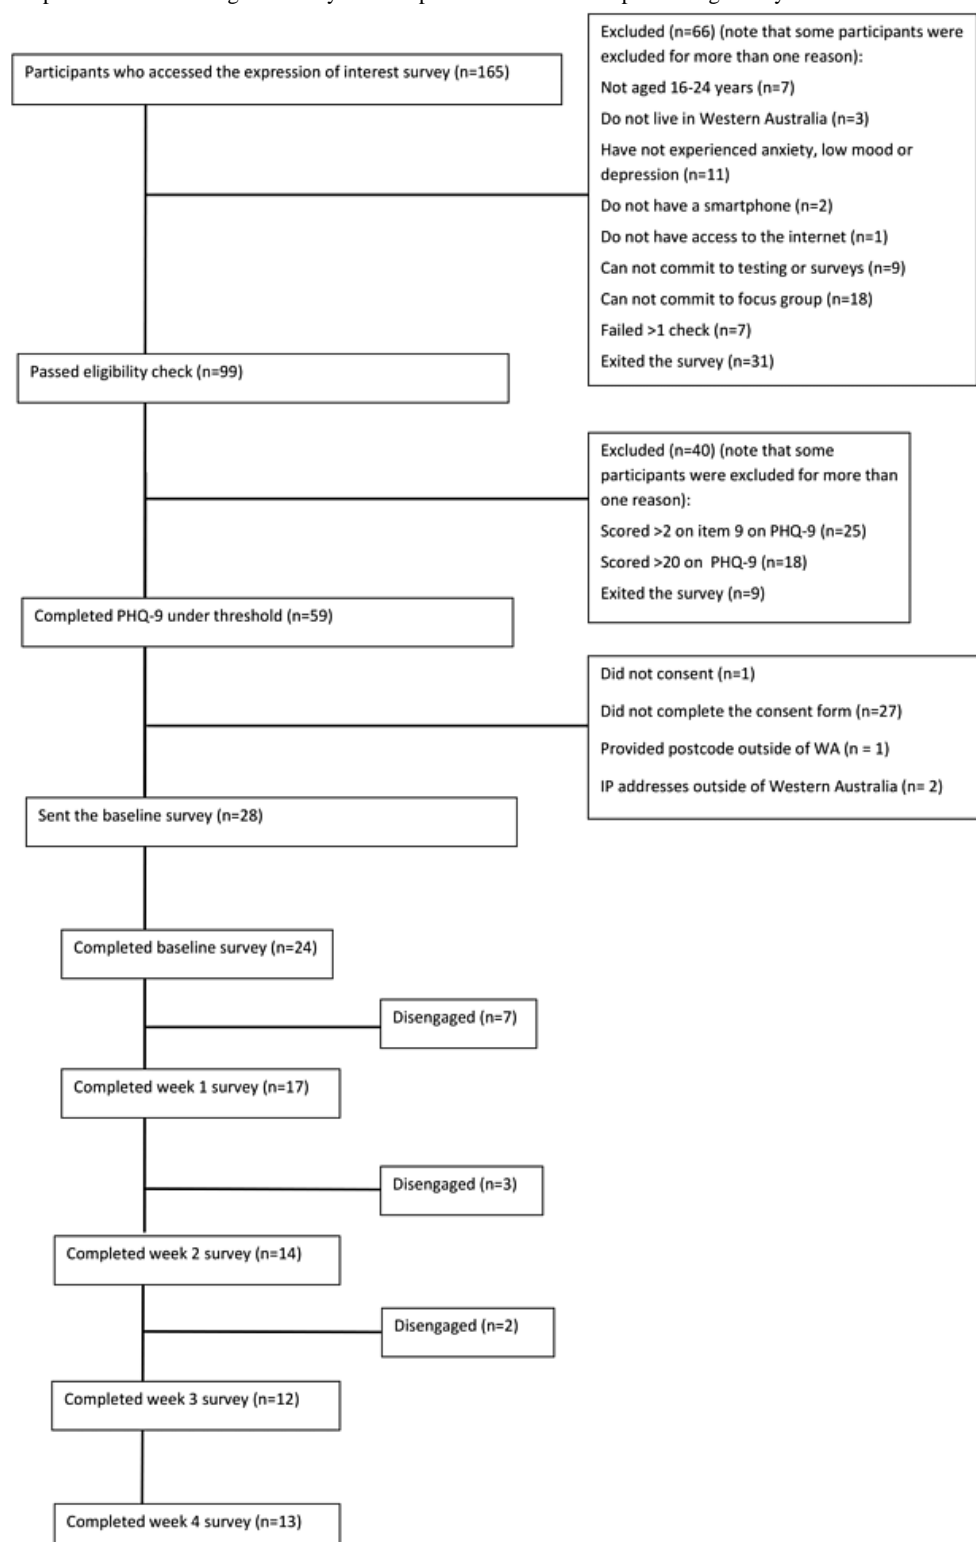 Participants who accessed the expression of interest survey (n=165)
Excluded (n=66) (note that some participants were
excluded for more than one reason):
Not aged 16-24 years (n=7)
Do not live in Western Australia (n=3)
Have not experienced anxiety, low mood or
depression (n=11)
Do not have a smartphone (n=2)
Do not have access to the internet (n=1)
Can not commit to testing or surveys (n=9)
Can not commit to focus group (n=18)
Failed >1 check (n=7)
Exited the survey (n=31)
Passed eligibility check (n=99)
Excluded (n=40) (note that some
participants were excluded for more than
one reason):
Scored >2 on item 9 on PHQ-9 (n=25)
Scored >20 on PHQ-9 (n=18)
Exited the survey (n=9)
Completed PHQ-9 under threshold (n=59)
Did not consent (n=1)
Did not complete the consent form (n=27)
Provided postcode outside of WA (n = 1)
IP addresses outside of Western Australia (n= 2)
Sent the baseline survey (n=28)
Completed baseline survey (n=24)
Disengaged (n=7)
Completed week 1 survey (n=17)
Disengaged (n=3)
Completed week 2 survey (n=14)
Disengaged (n=2)
Completed week 3 survey (n=12)
Completed week 4 survey (n=13)